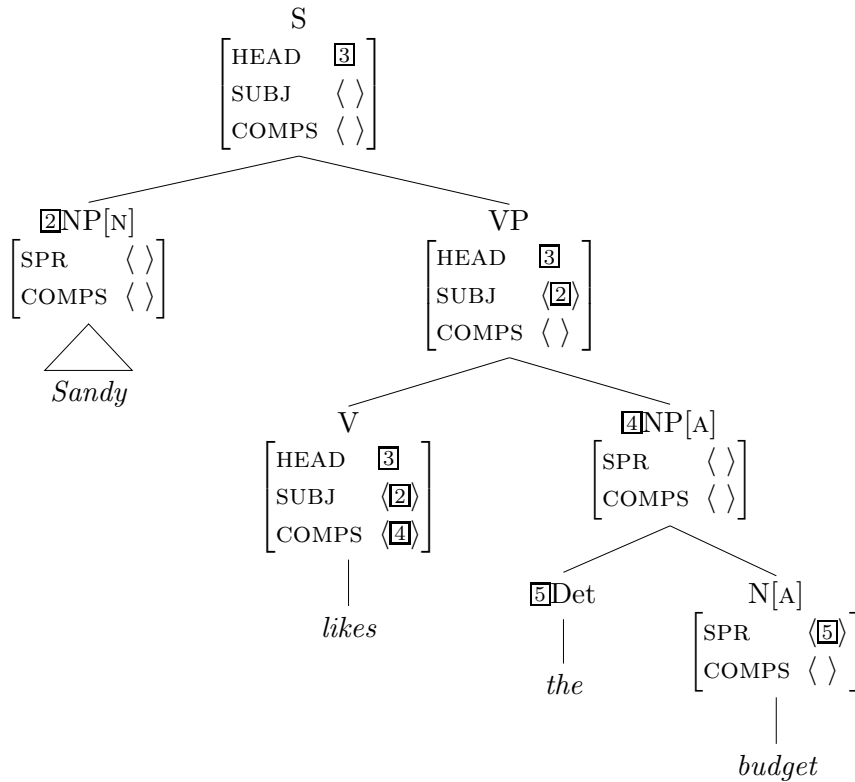 S
[HEAD 3
SUBJ ⟨ ⟩
COMPS ⟨ ⟩]
2NP[N]
[SPR ⟨ ⟩
COMPS ⟨ ⟩]
Sandy
VP
[HEAD 3
SUBJ ⟨2⟩
COMPS ⟨ ⟩]
V
[HEAD 3
SUBJ ⟨2⟩
COMPS ⟨4⟩]
likes
4NP[A]
[SPR ⟨ ⟩
COMPS ⟨ ⟩]
5Det
the
N[A]
[SPR ⟨5⟩
COMPS ⟨ ⟩]
budget